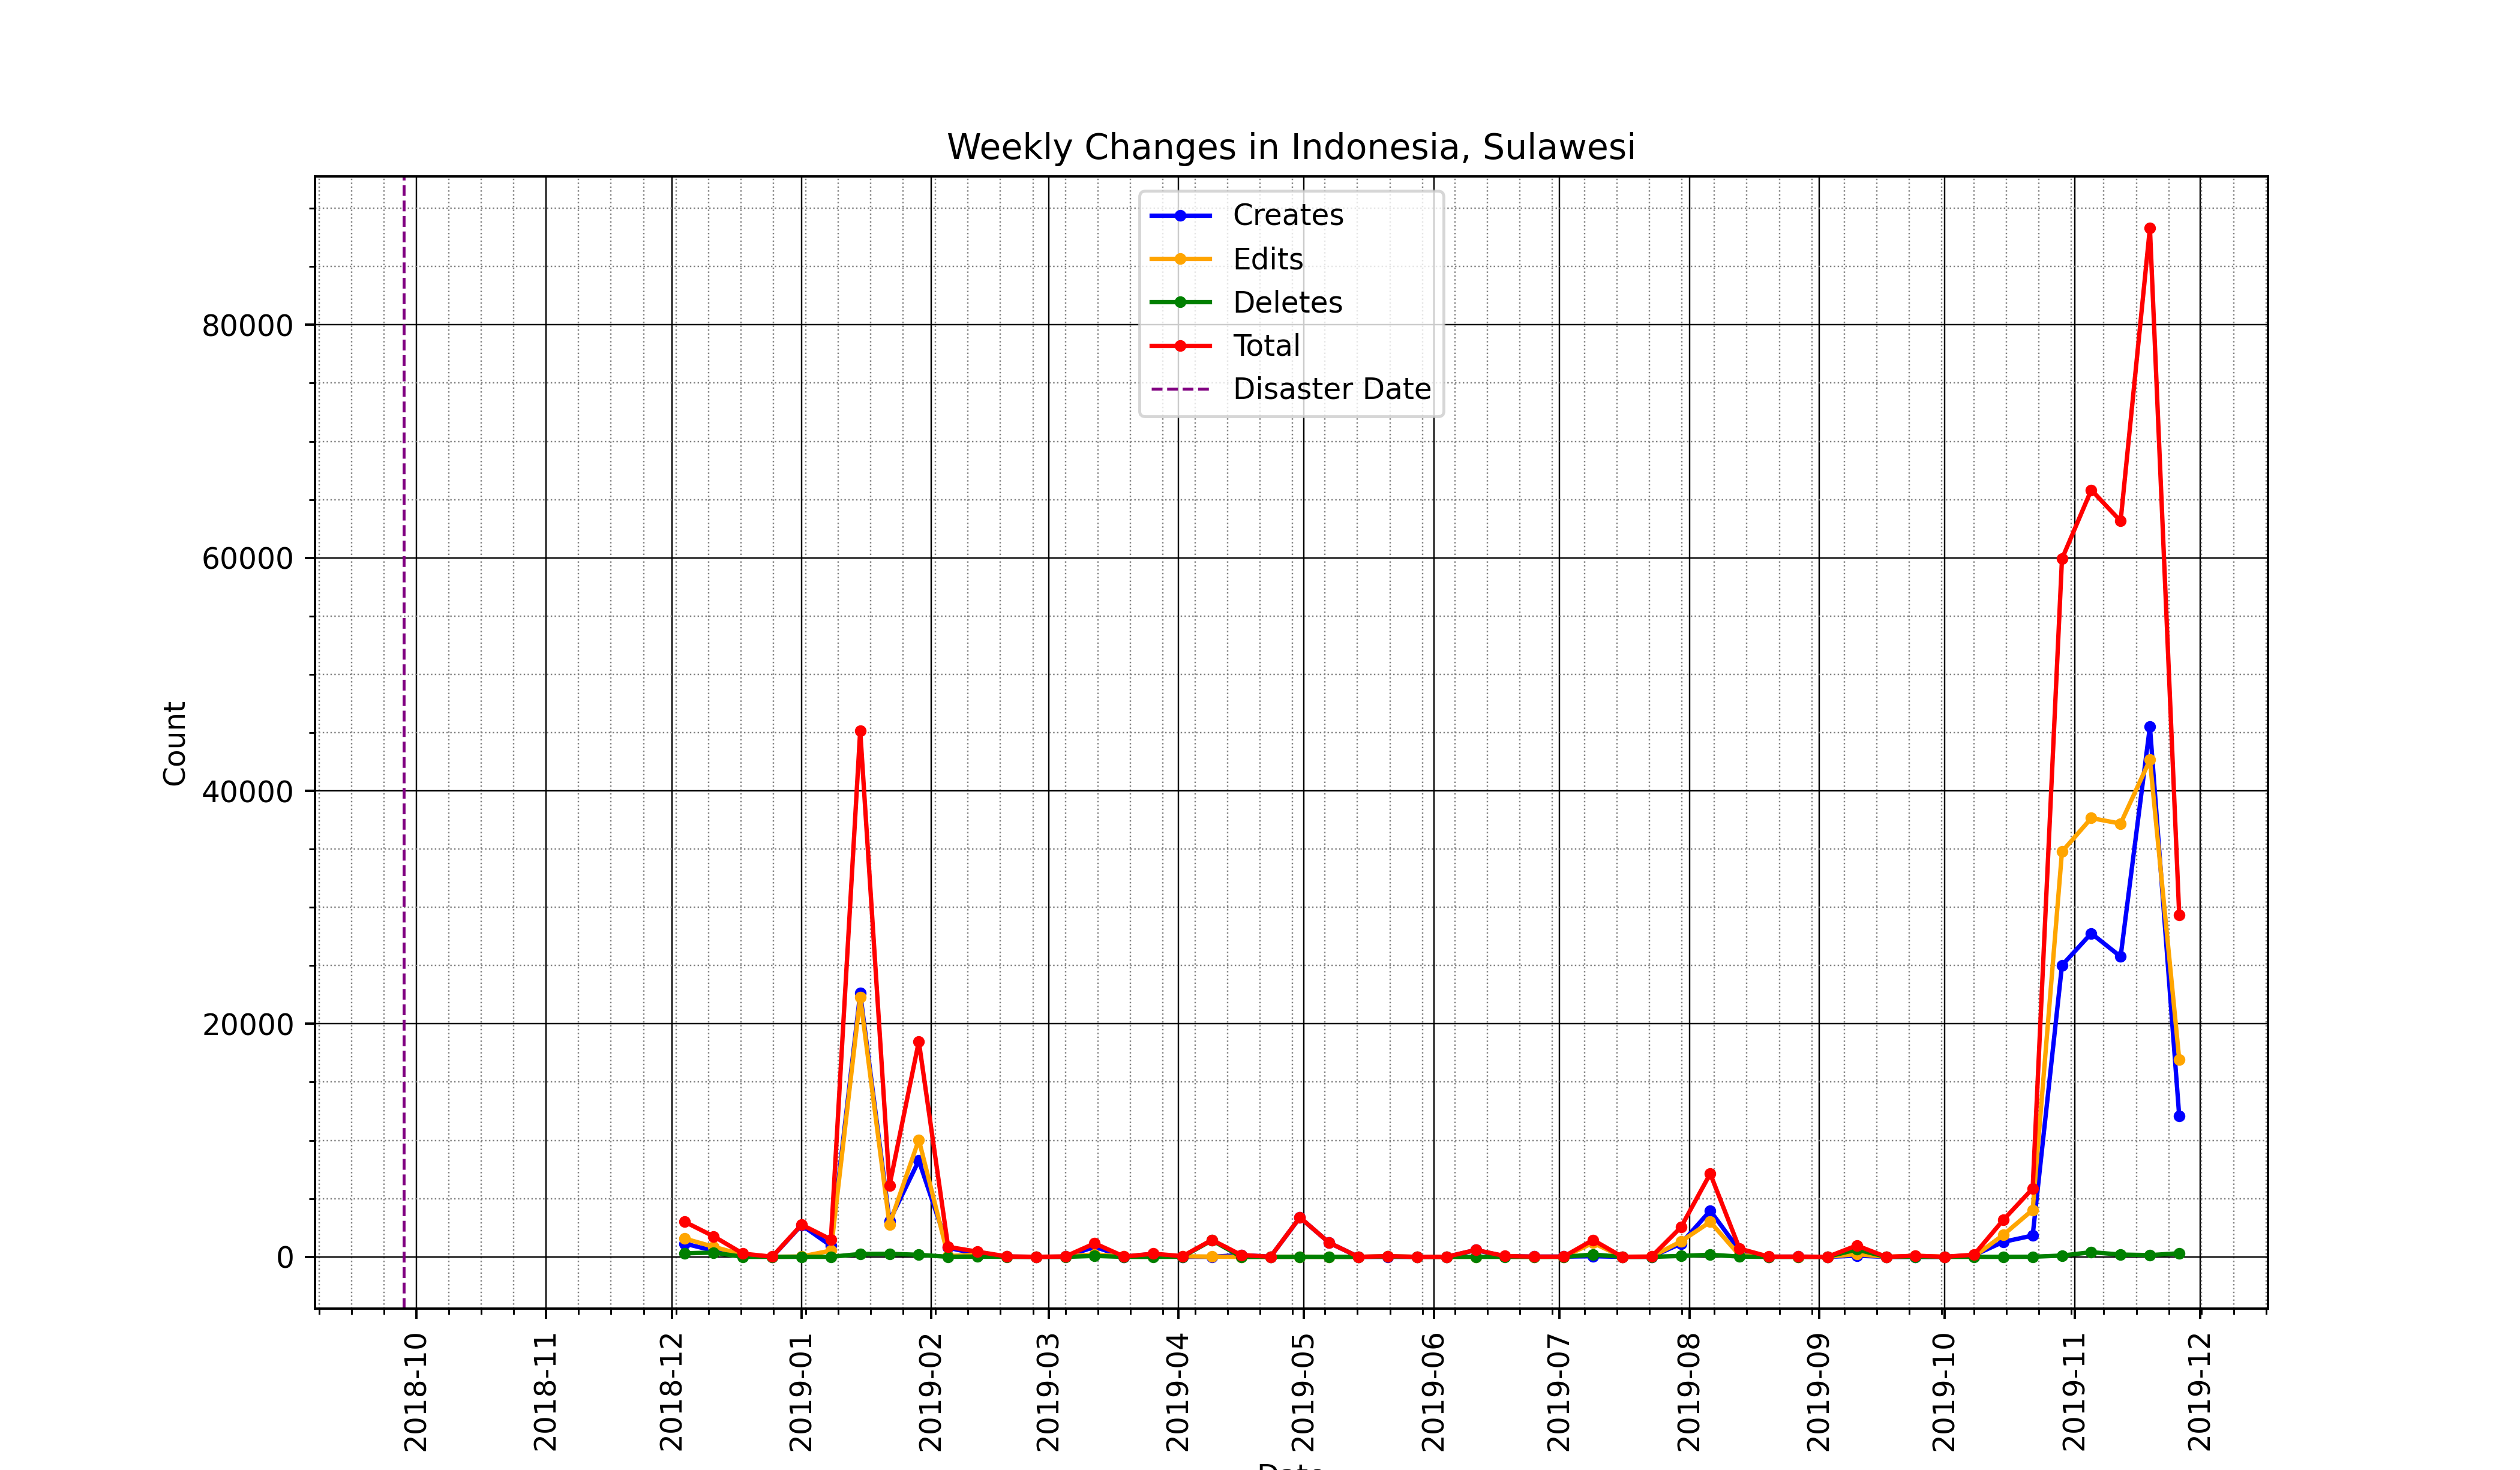 Weekly Changes in Indonesia, Sulawesi
Creates
Edits
Deletes
Total
Disaster Date
Count
80000
60000
40000
20000
0
2018-10
2018-11
2018-12
2019-01
2019-02
2019-03
2019-04
2019-05
2019-06
2019-07
2019-08
2019-09
2019-10
2019-11
2019-12
Date